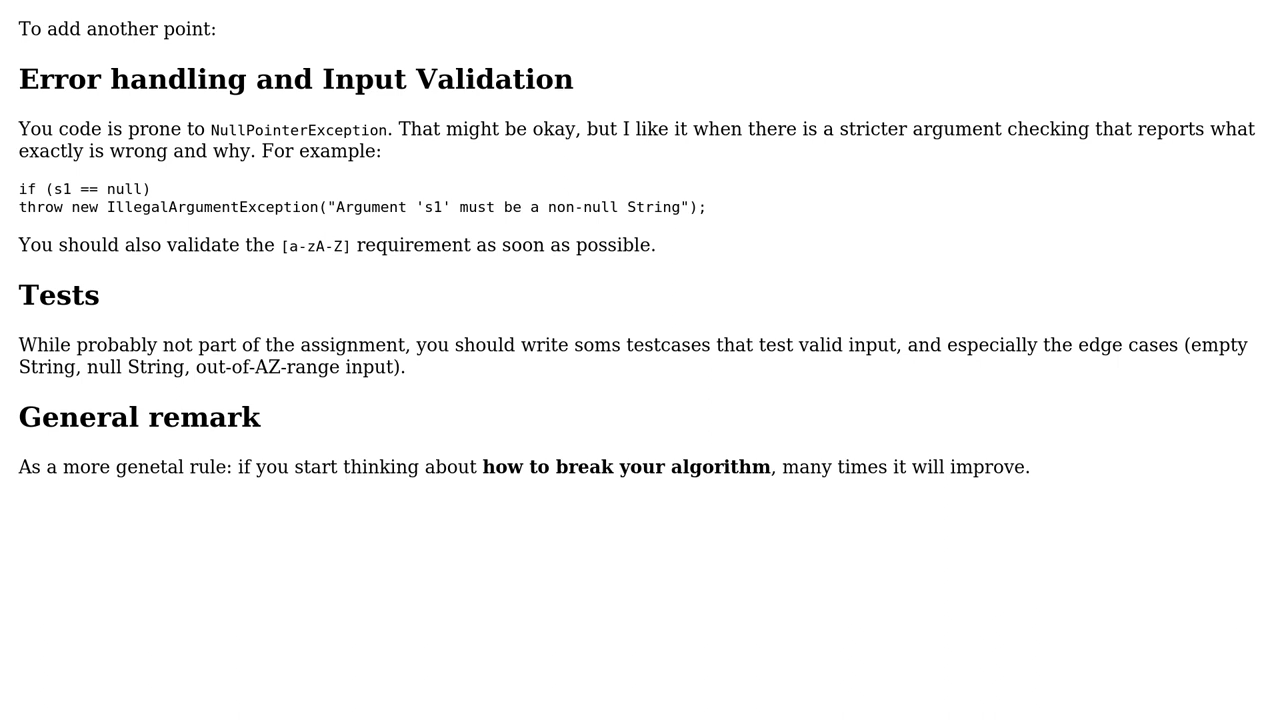 To add another point:
Error handling and Input Validation
You code is prone to NullPointerException. That might be okay, but I like it when there is a stricter argument checking that reports what
exactly is wrong and why. For example:
if (s1 == null)
throw new IllegalArgumentException("Argument 's1' must be a non-null String");
You should also validate the [a-zA-Z] requirement as soon as possible.
Tests
While probably not part of the assignment, you should write soms testcases that test valid input, and especially the edge cases (empty
String, null String, out-of-AZ-range input).
General remark
As a more genetal rule: if you start thinking about how to break your algorithm, many times it will improve.